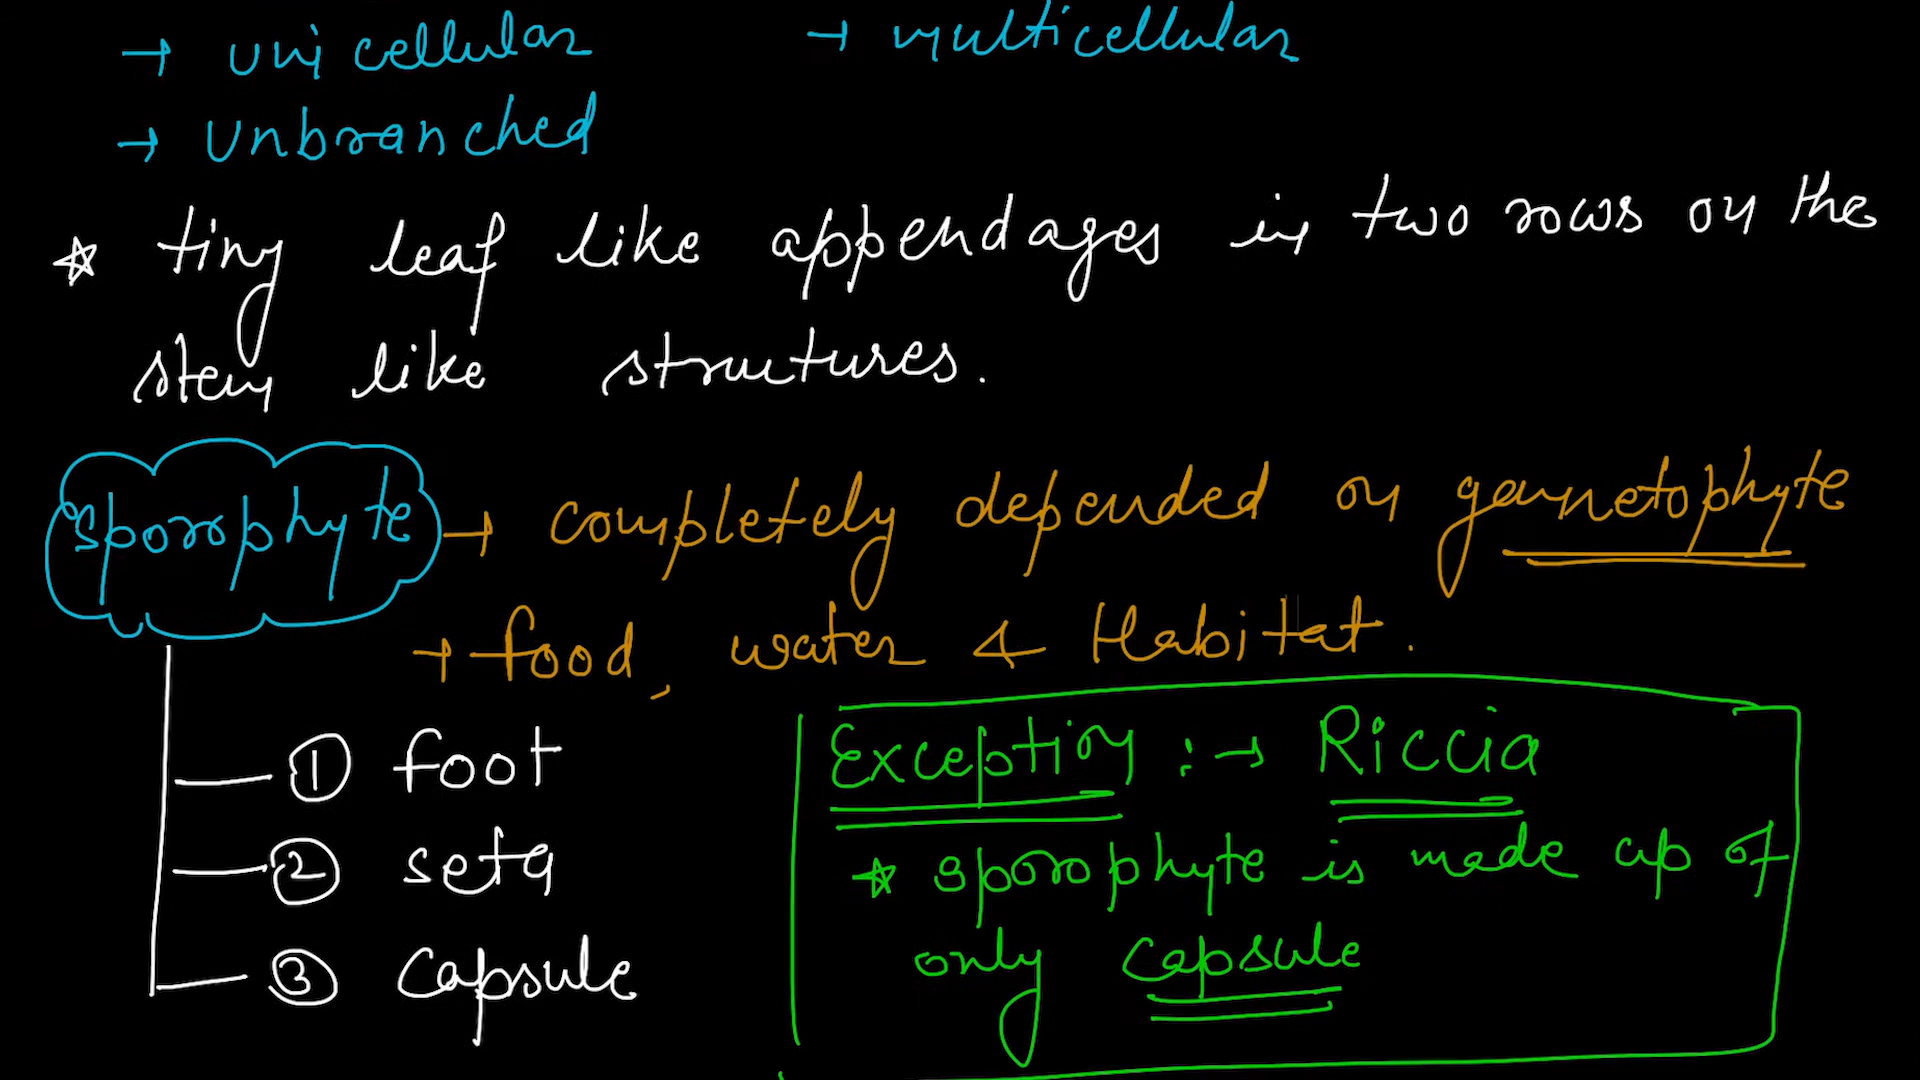 → unicellular → multicellular
→ unbranched
* tiny leaf like appendages in two rows on the
stem like structures.
sporophyte → completely depended on gametophyte
→ food, water & Habitat.
① foot
② seta
③ capsule
Exception :→ Riccia
* sporophyte is made up of
only capsule